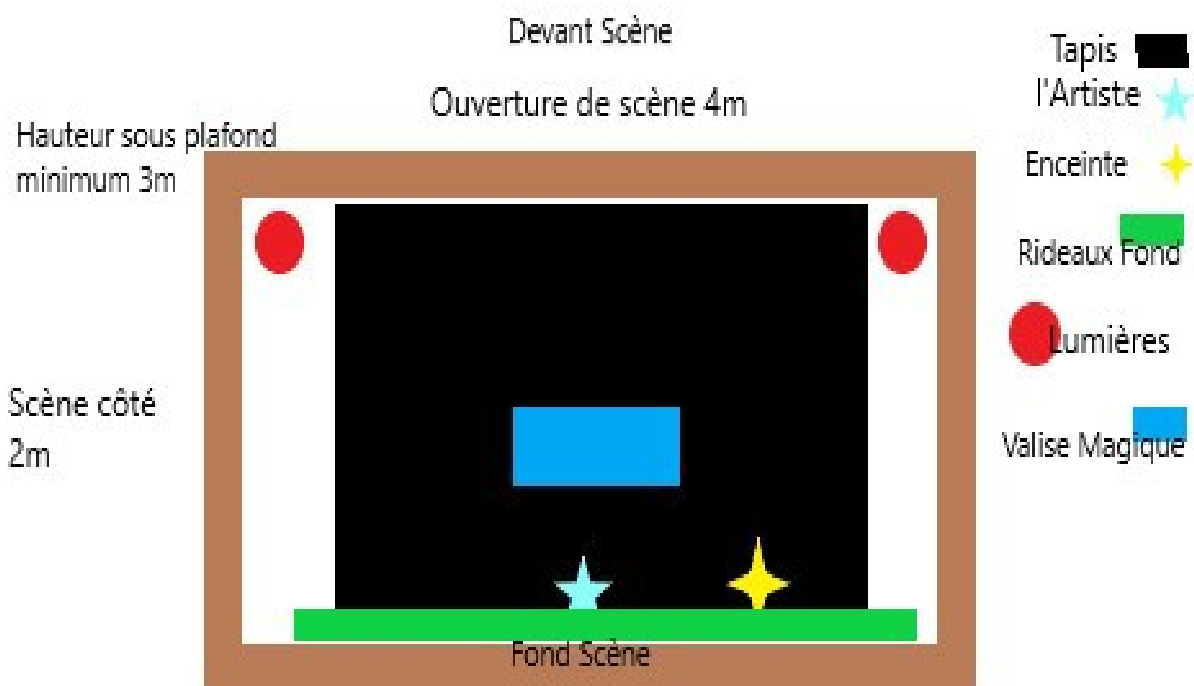 Devant Scène
Ouverture de scène 4m
Hauteur sous plafond
minimum 3m
Scène côté
2m
Fond Scène
Tapis
l'Artiste
Enceinte
Rideaux Fond
Lumières
Valise Magique